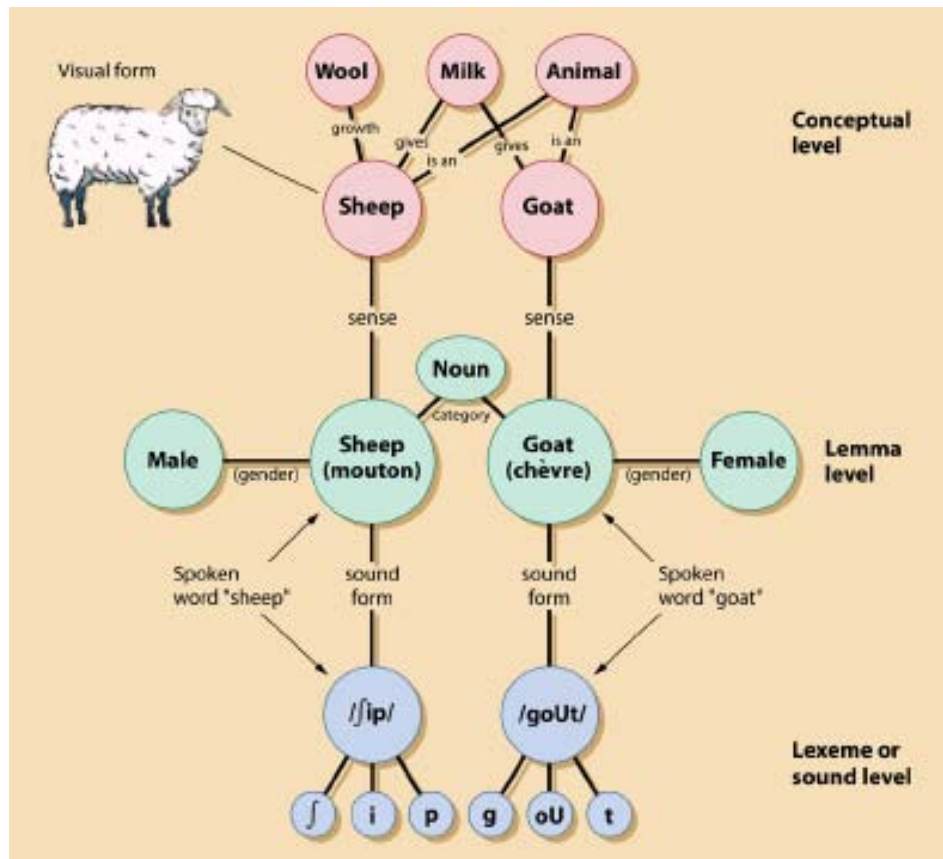 Visual form
Wool
Milk
Animal
growth
gives
is an
gives
is an
Conceptual
level
Sheep
Goat
sense
sense
Noun
category
Male
(gender)
Sheep
(mouton)
Goat
(chèvre)
(gender)
Female
Lemma
level
Spoken
word "sheep"
sound
form
sound
form
Spoken
word "goat"
/ʃip/
/goUt/
Lexeme or
sound level
ʃ
i
p
g
oU
t